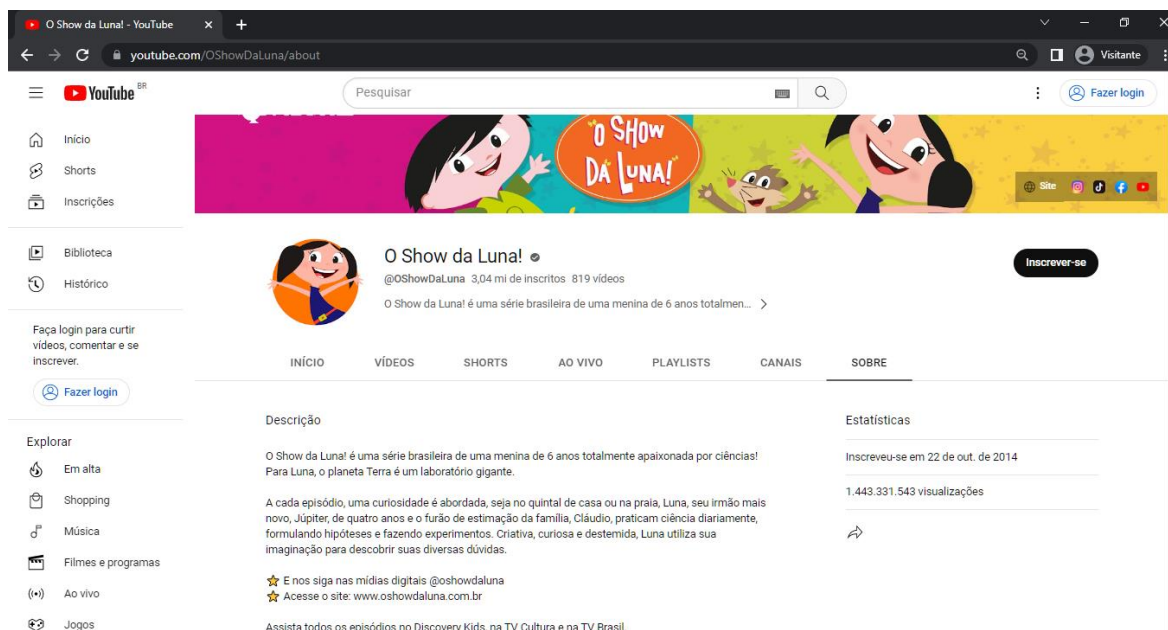 O Show da Luna! - YouTube
youtube.com/OShowDaLuna/about
Visitante
YouTube BR
Pesquisar
Fazer login
Início
Shorts
Inscrições
Biblioteca
Histórico
Faça login para curtir
vídeos, comentar e se
inscrever.
Fazer login
Explorar
Em alta
Shopping
Música
Filmes e programas
Ao vivo
Jogos
O SHOW
DA LUNA!
Site
O Show da Luna!
@OShowDaLuna 3,04 mi de inscritos 819 vídeos
O Show da Luna! é uma série brasileira de uma menina de 6 anos totalmen...
Inscrever-se
INÍCIO VÍDEOS SHORTS AO VIVO PLAYLISTS CANAIS SOBRE
Descrição
O Show da Luna! é uma série brasileira de uma menina de 6 anos totalmente apaixonada por ciências!
Para Luna, o planeta Terra é um laboratório gigante.
A cada episódio, uma curiosidade é abordada, seja no quintal de casa ou na praia, Luna, seu irmão mais
novo, Júpiter, de quatro anos e o furão de estimação da família, Cláudio, praticam ciência diariamente,
formulando hipóteses e fazendo experimentos. Criativa, curiosa e destemida, Luna utiliza sua
imaginação para descobrir suas diversas dúvidas.
⭐ E nos siga nas mídias digitais @oshowdaluna
⭐ Acesse o site: www.oshowdaluna.com.br
Assista todos os episódios no Discovery Kids, na TV Cultura e na TV Brasil.
Estatísticas
Inscreveu-se em 22 de out. de 2014
1.443.331.543 visualizações